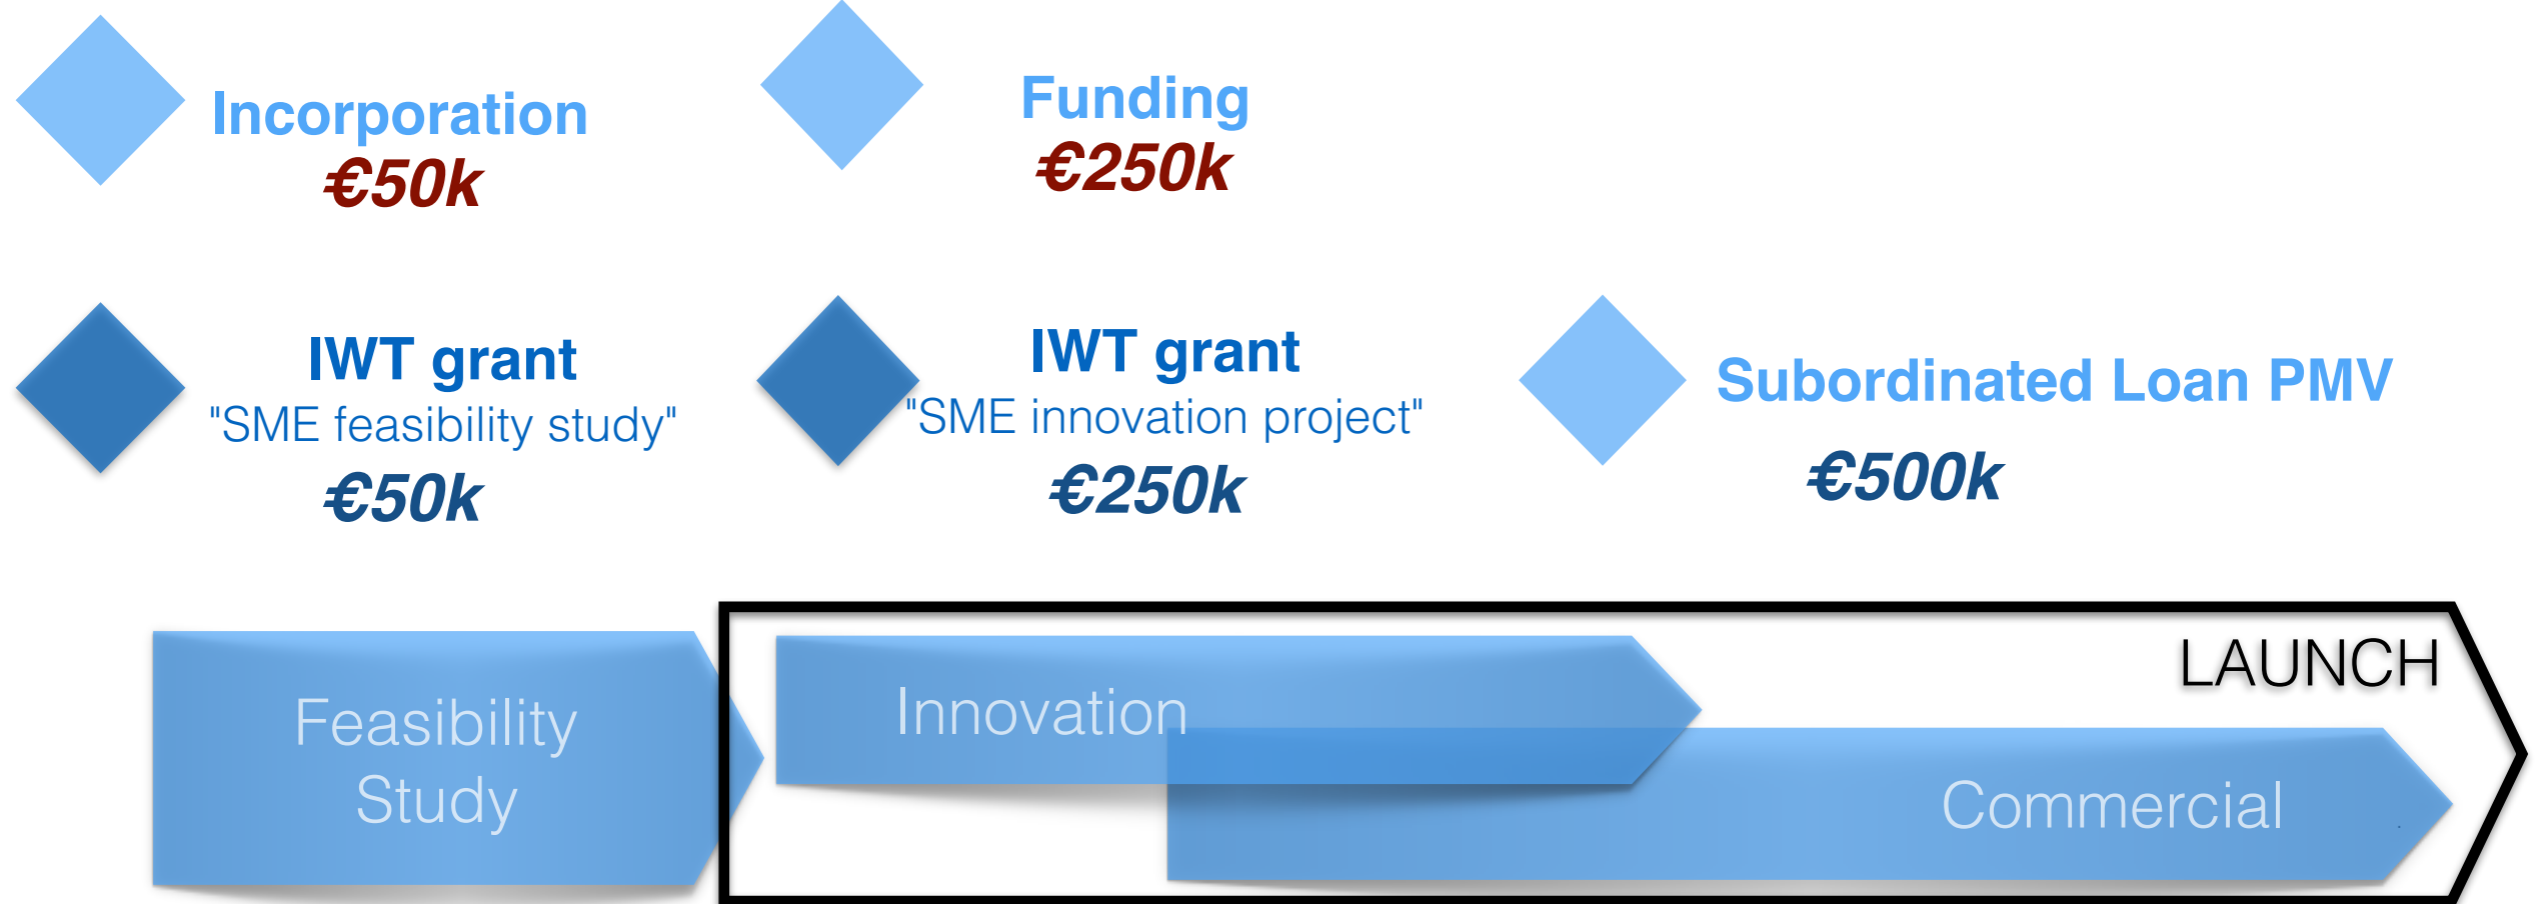 Incorporation
€50k
Funding
€250k
IWT grant
"SME feasibility study"
€50k
IWT grant
"SME innovation project"
€250k
Subordinated Loan PMV
€500k
Feasibility
Study
Innovation
LAUNCH
Commercial